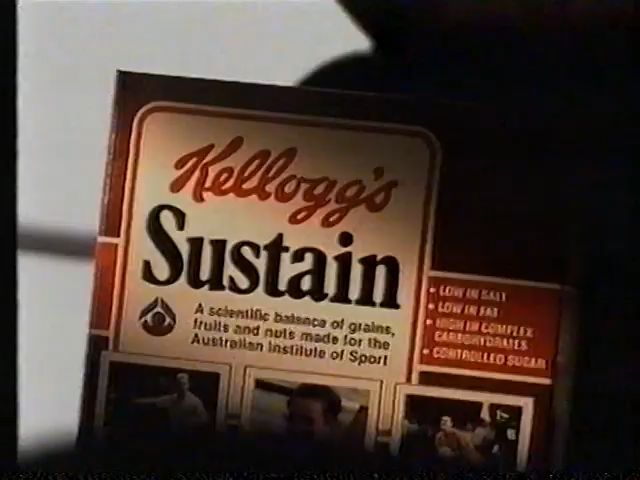 Kellogg's
Sustain
A scientific balance of grains,
fruits and nuts made for the
Australian Institute of Sport
• LOW IN SALT
• LOW IN FAT
• HIGH IN COMPLEX
CARBOHYDRATES
• CONTROLLED SUGAR